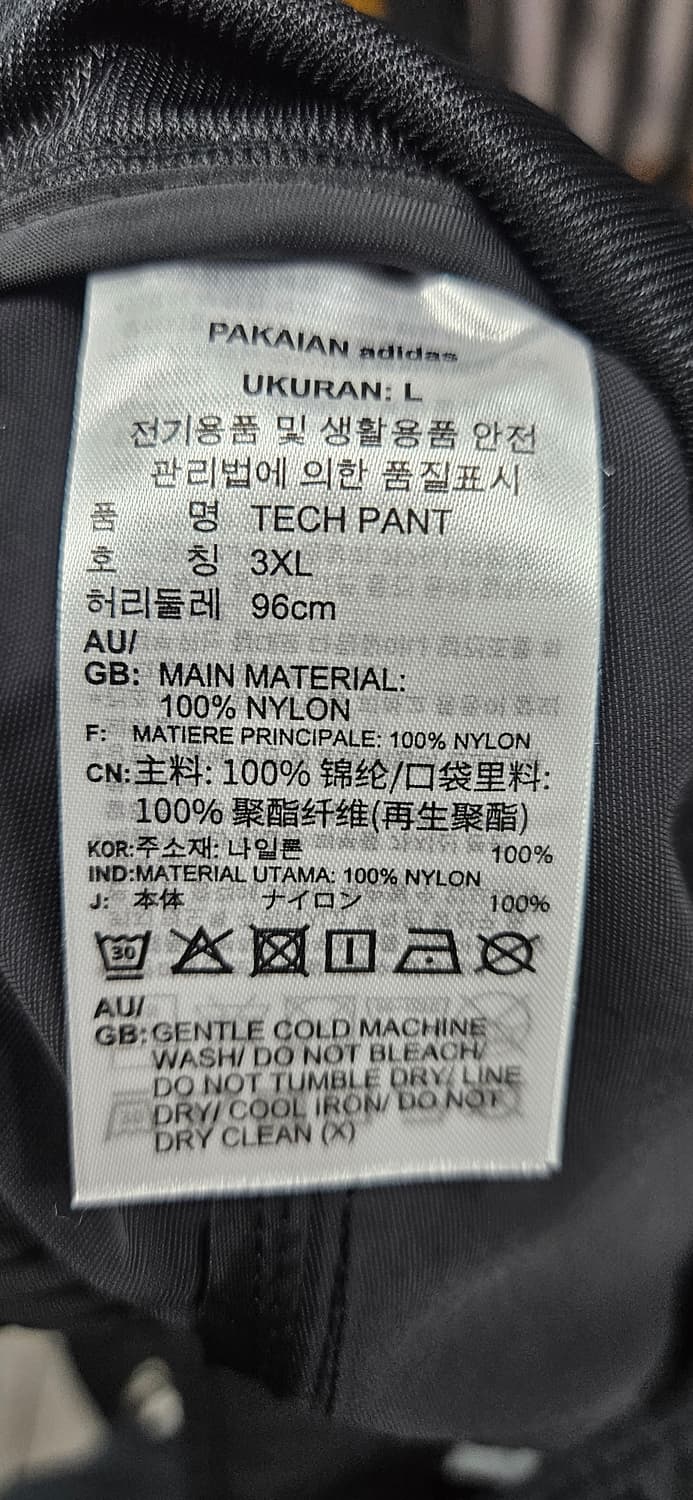 PAKAIAN adidas
UKURAN: L
전기용품 및 생활용품 안전
관리법에 의한 품질표시
품 명 TECH PANT
호 칭 3XL
허리둘레 96cm
AU/
GB: MAIN MATERIAL:
100% NYLON
F: MATIERE PRINCIPALE: 100% NYLON
CN:主料: 100% 锦纶/口袋里料:
100% 聚酯纤维(再生聚酯)
KOR:주소재: 나일론 100%
IND:MATERIAL UTAMA: 100% NYLON
J: 本体 ナイロン 100%
30
AU/
GB:GENTLE COLD MACHINE
WASH/ DO NOT BLEACH/
DO NOT TUMBLE DRY/ LINE
DRY/ COOL IRON/ DO NOT
DRY CLEAN (X)